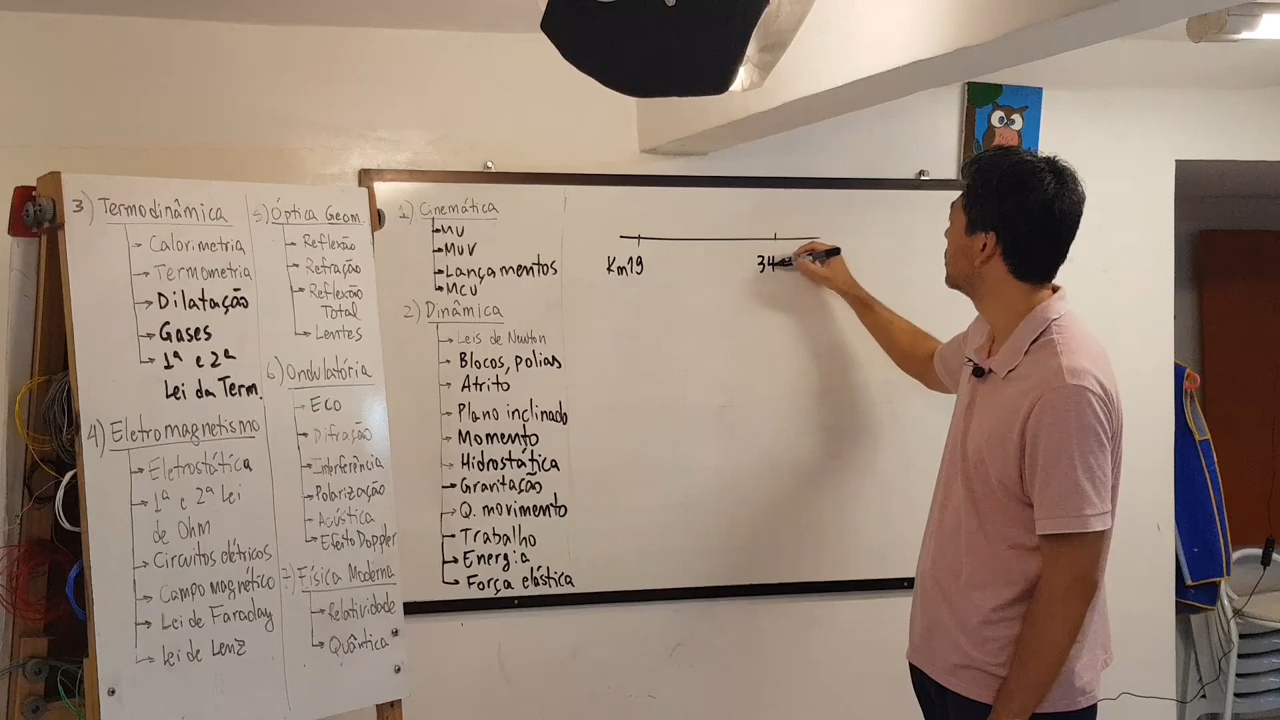 3) Termodinâmica
Calorimetria
Termometria
Dilatação
Gases
1ª e 2ª
Lei da Term.
4) Eletromagnetismo
Eletrostática
1ª e 2ª Lei
de Ohm
Circuitos elétricos
Campo magnético
Lei de Faraday
Lei de Lenz
5) Óptica Geom.
Reflexão
Refração
Reflexão
Total
Lentes
6) Ondulatória
Eco
Difração
Interferência
Polarização
Acústica
Efeito Doppler
7) Física Moderna
Relatividade
Quântica
1) Cinemática
MU
MUV
Lançamentos
MCU
2) Dinâmica
Leis de Newton
Blocos, polias
Atrito
Plano inclinado
Momento
Hidrostática
Gravitação
Q. movimento
Trabalho
Energia
Força elástica
Km19 34